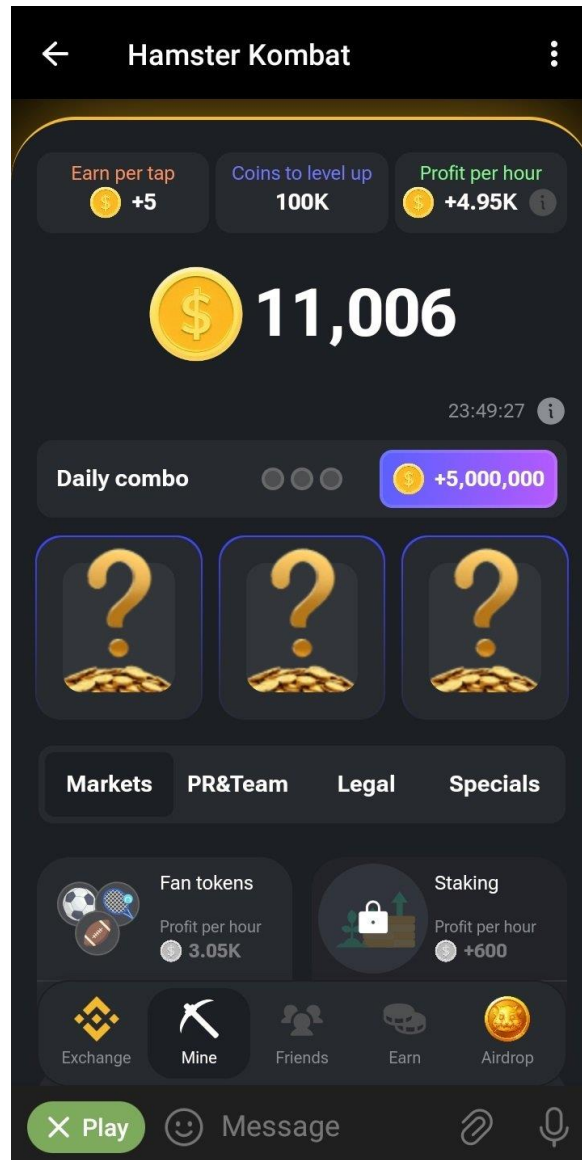 Hamster Kombat
Earn per tap
+5
Coins to level up
100K
Profit per hour
+4.95K
11,006
23:49:27
Daily combo
+5,000,000
Markets
PR&Team
Legal
Specials
Fan tokens
Profit per hour
3.05K
Staking
Profit per hour
+600
Exchange
Mine
Friends
Earn
Airdrop
Play
Message